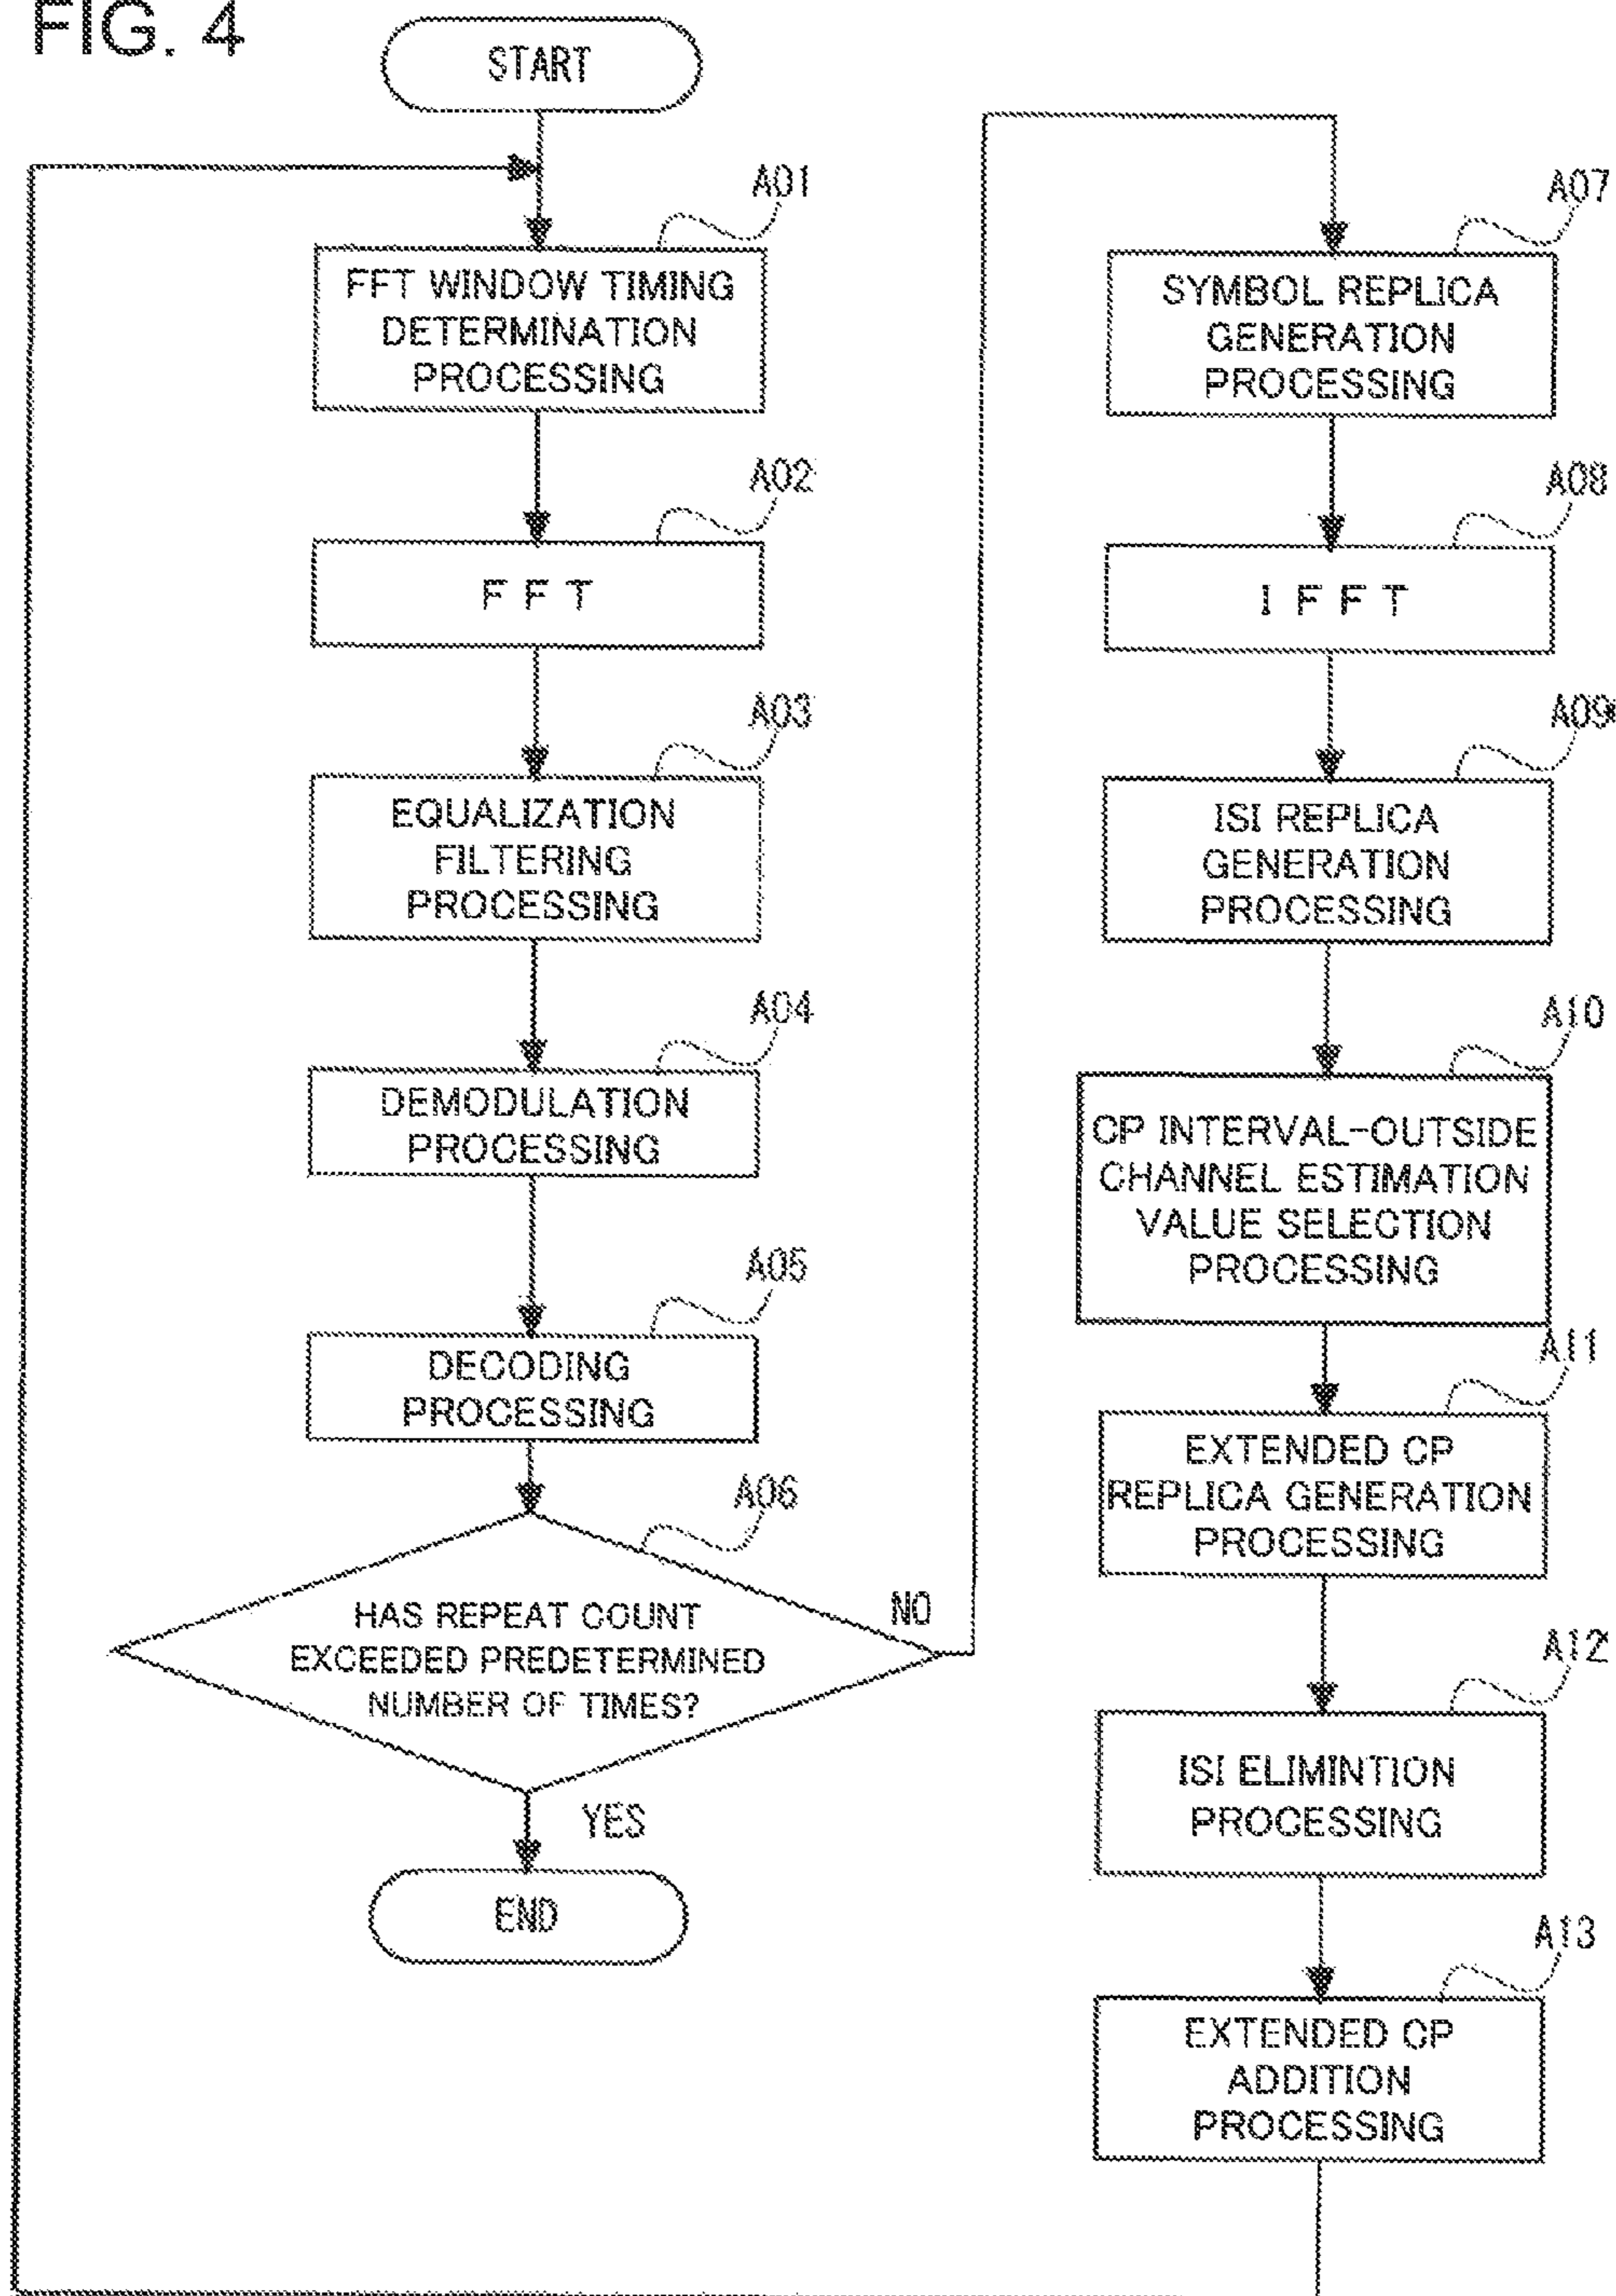 FIG. 4
START
A01
FFT WINDOW TIMING
DETERMINATION
PROCESSING
A02
F F T
A03
EQUALIZATION
FILTERING
PROCESSING
A04
DEMODULATION
PROCESSING
A05
DECODING
PROCESSING
A06
HAS REPEAT COUNT
EXCEEDED PREDETERMINED
NUMBER OF TIMES?
NO
YES
END
A07
SYMBOL REPLICA
GENERATION
PROCESSING
A08
I F F T
A09
ISI REPLICA
GENERATION
PROCESSING
A10
CP INTERVAL-OUTSIDE
CHANNEL ESTIMATION
VALUE SELECTION
PROCESSING
A11
EXTENDED CP
REPLICA GENERATION
PROCESSING
A12
ISI ELIMINTION
PROCESSING
A13
EXTENDED CP
ADDITION
PROCESSING